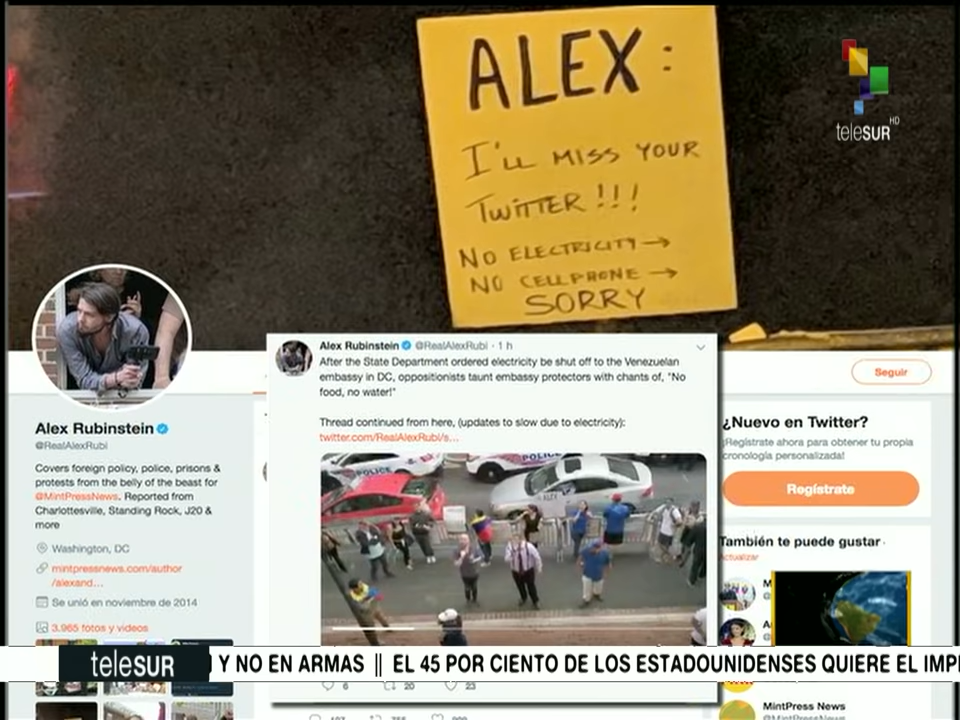 ALEX:
I'LL MISS YOUR
TWITTER!!!
NO ELECTRICITY→
NO CELLPHONE→
SORRY
teleSUR HD
Alex Rubinstein @RealAlexRubi · 1 h
After the State Department ordered electricity be shut off to the Venezuelan
embassy in DC, oppositionists taunt embassy protectors with chants of, "No
food, no water!"
Thread continued from here, (updates to slow due to electricity):
twitter.com/RealAlexRubi/s...
POLICE
POLICE
ALEX
6 20 23
Alex Rubinstein
@RealAlexRubi
Covers foreign policy, police, prisons &
protests from the belly of the beast for
@MintPressNews. Reported from
Charlottesville, Standing Rock, J20 &
more
Washington, DC
mintpressnews.com/author
/alexand...
Se unió en noviembre de 2014
3.965 fotos y videos
Seguir
¿Nuevo en Twitter?
¡Regístrate ahora para obtener tu propia
cronología personalizada!
Regístrate
También te puede gustar ·
Actualizar
MintPress News
teleSUR
Y NO EN ARMAS || EL 45 POR CIENTO DE LOS ESTADOUNIDENSES QUIERE EL IMP